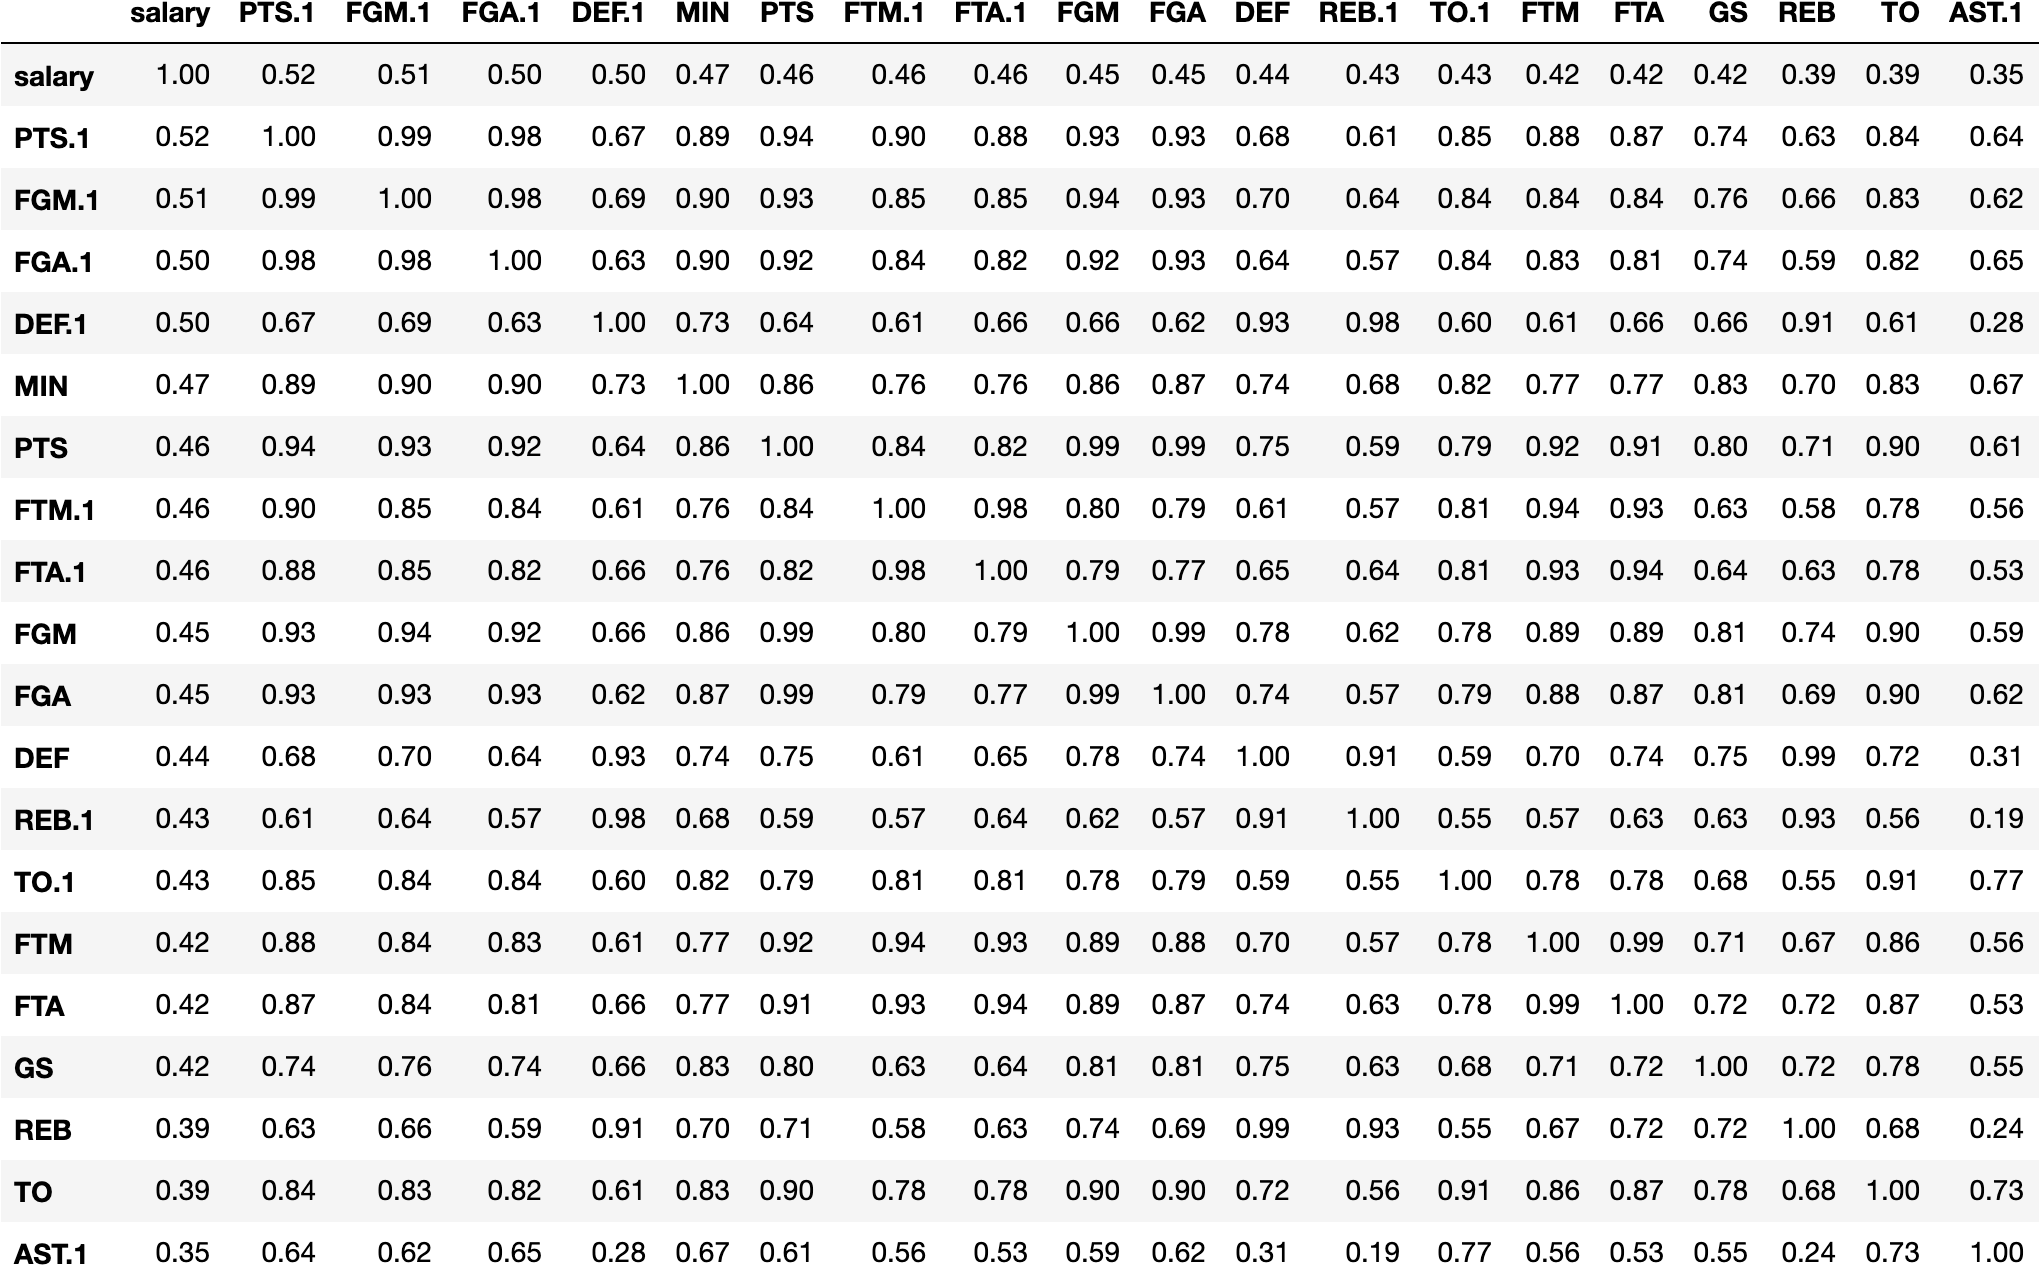 salary PTS.1 FGM.1 FGA.1 DEF.1 MIN PTS FTM.1 FTA.1 FGM FGA DEF REB.1 TO.1 FTM FTA GS REB TO AST.1
salary 1.00 0.52 0.51 0.50 0.50 0.47 0.46 0.46 0.46 0.45 0.45 0.44 0.43 0.43 0.42 0.42 0.42 0.39 0.39 0.35
PTS.1 0.52 1.00 0.99 0.98 0.67 0.89 0.94 0.90 0.88 0.93 0.93 0.68 0.61 0.85 0.88 0.87 0.74 0.63 0.84 0.64
FGM.1 0.51 0.99 1.00 0.98 0.69 0.90 0.93 0.85 0.85 0.94 0.93 0.70 0.64 0.84 0.84 0.84 0.76 0.66 0.83 0.62
FGA.1 0.50 0.98 0.98 1.00 0.63 0.90 0.92 0.84 0.82 0.92 0.93 0.64 0.57 0.84 0.83 0.81 0.74 0.59 0.82 0.65
DEF.1 0.50 0.67 0.69 0.63 1.00 0.73 0.64 0.61 0.66 0.66 0.62 0.93 0.98 0.60 0.61 0.66 0.66 0.91 0.61 0.28
MIN 0.47 0.89 0.90 0.90 0.73 1.00 0.86 0.76 0.76 0.86 0.87 0.74 0.68 0.82 0.77 0.77 0.83 0.70 0.83 0.67
PTS 0.46 0.94 0.93 0.92 0.64 0.86 1.00 0.84 0.82 0.99 0.99 0.75 0.59 0.79 0.92 0.91 0.80 0.71 0.90 0.61
FTM.1 0.46 0.90 0.85 0.84 0.61 0.76 0.84 1.00 0.98 0.80 0.79 0.61 0.57 0.81 0.94 0.93 0.63 0.58 0.78 0.56
FTA.1 0.46 0.88 0.85 0.82 0.66 0.76 0.82 0.98 1.00 0.79 0.77 0.65 0.64 0.81 0.93 0.94 0.64 0.63 0.78 0.53
FGM 0.45 0.93 0.94 0.92 0.66 0.86 0.99 0.80 0.79 1.00 0.99 0.78 0.62 0.78 0.89 0.89 0.81 0.74 0.90 0.59
FGA 0.45 0.93 0.93 0.93 0.62 0.87 0.99 0.79 0.77 0.99 1.00 0.74 0.57 0.79 0.88 0.87 0.81 0.69 0.90 0.62
DEF 0.44 0.68 0.70 0.64 0.93 0.74 0.75 0.61 0.65 0.78 0.74 1.00 0.91 0.59 0.70 0.74 0.75 0.99 0.72 0.31
REB.1 0.43 0.61 0.64 0.57 0.98 0.68 0.59 0.57 0.64 0.62 0.57 0.91 1.00 0.55 0.57 0.63 0.63 0.93 0.56 0.19
TO.1 0.43 0.85 0.84 0.84 0.60 0.82 0.79 0.81 0.81 0.78 0.79 0.59 0.55 1.00 0.78 0.78 0.68 0.55 0.91 0.77
FTM 0.42 0.88 0.84 0.83 0.61 0.77 0.92 0.94 0.93 0.89 0.88 0.70 0.57 0.78 1.00 0.99 0.71 0.67 0.86 0.56
FTA 0.42 0.87 0.84 0.81 0.66 0.77 0.91 0.93 0.94 0.89 0.87 0.74 0.63 0.78 0.99 1.00 0.72 0.72 0.87 0.53
GS 0.42 0.74 0.76 0.74 0.66 0.83 0.80 0.63 0.64 0.81 0.81 0.75 0.63 0.68 0.71 0.72 1.00 0.72 0.78 0.55
REB 0.39 0.63 0.66 0.59 0.91 0.70 0.71 0.58 0.63 0.74 0.69 0.99 0.93 0.55 0.67 0.72 0.72 1.00 0.68 0.24
TO 0.39 0.84 0.83 0.82 0.61 0.83 0.90 0.78 0.78 0.90 0.90 0.72 0.56 0.91 0.86 0.87 0.78 0.68 1.00 0.73
AST.1 0.35 0.64 0.62 0.65 0.28 0.67 0.61 0.56 0.53 0.59 0.62 0.31 0.19 0.77 0.56 0.53 0.55 0.24 0.73 1.00